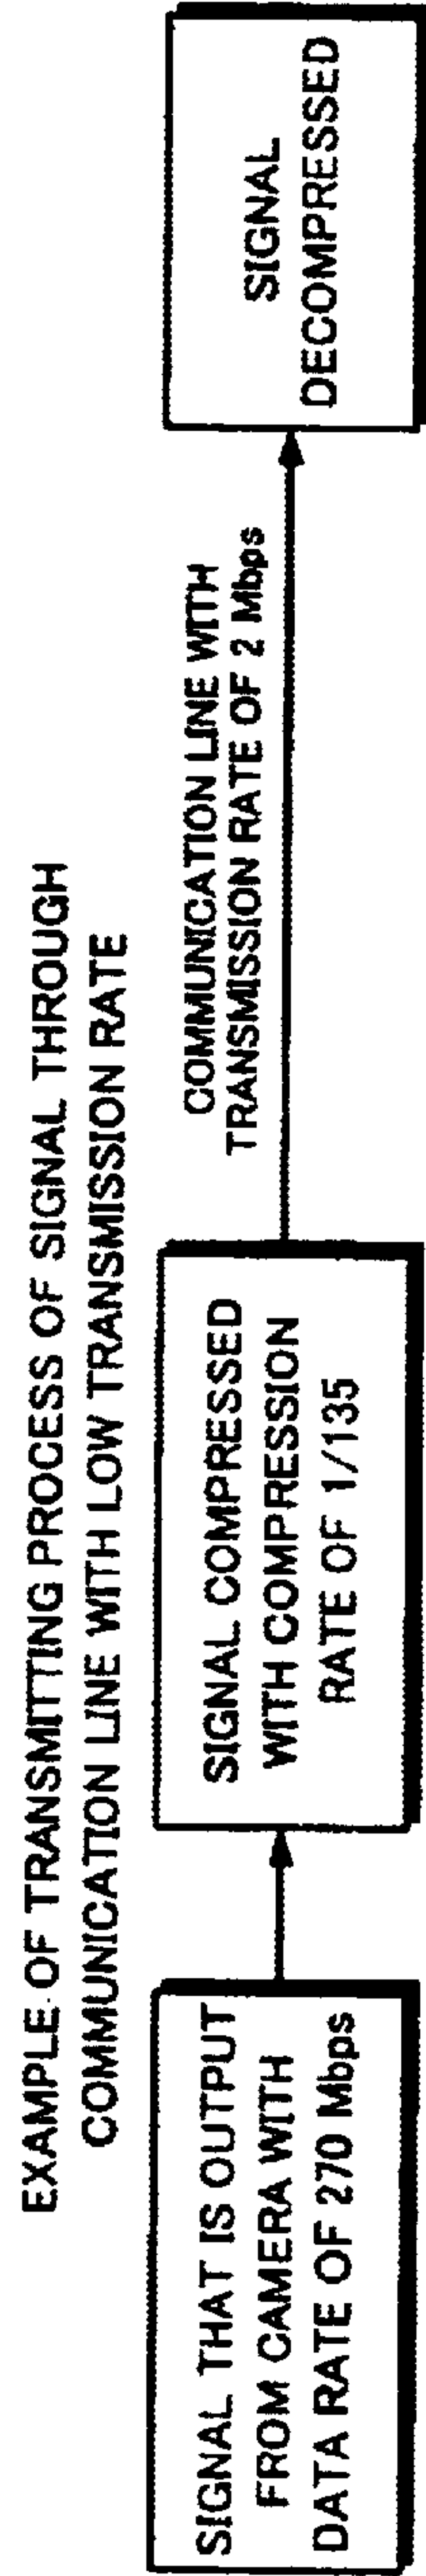 EXAMPLE OF TRANSMITTING PROCESS OF SIGNAL THROUGH
COMMUNICATION LINE WITH LOW TRANSMISSION RATE
SIGNAL THAT IS OUTPUT
FROM CAMERA WITH
DATA RATE OF 270 Mbps
SIGNAL COMPRESSED
WITH COMPRESSION
RATE OF 1/135
COMMUNICATION LINE WITH
TRANSMISSION RATE OF 2 Mbps
SIGNAL
DECOMPRESSED